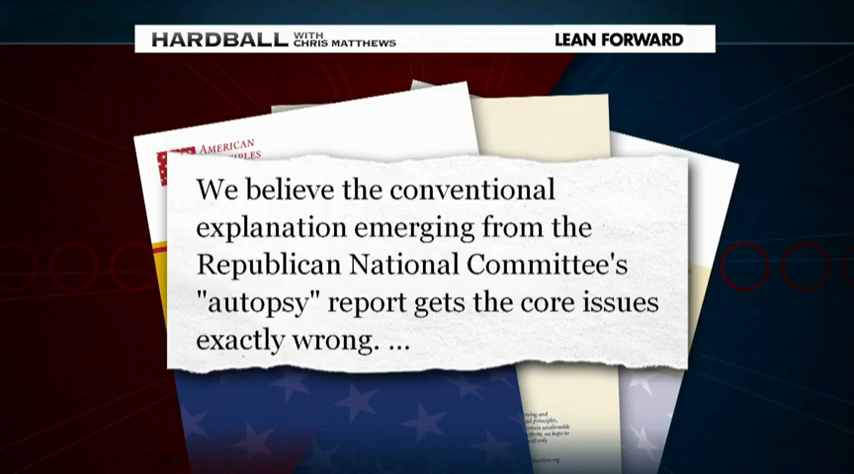 HARDBALL WITH CHRIS MATTHEWS
LEAN FORWARD
AMERICAN
We believe the conventional
explanation emerging from the
Republican National Committee's
"autopsy" report gets the core issues
exactly wrong. ...